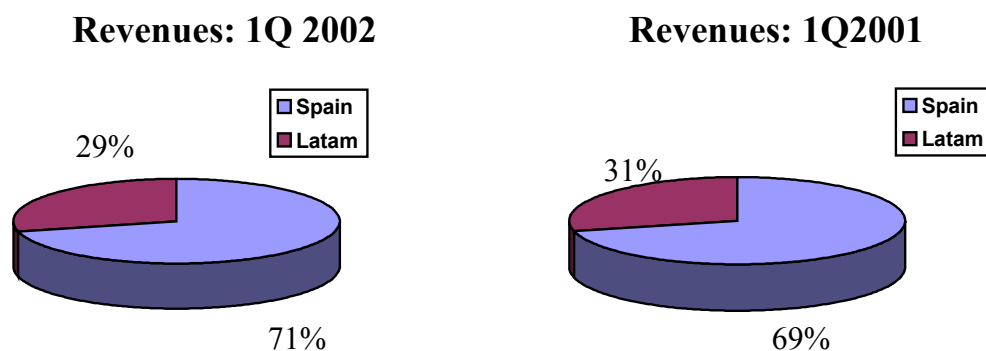 Revenues: 1Q 2002
Spain
Latam
29%
71%
Revenues: 1Q2001
Spain
Latam
31%
69%